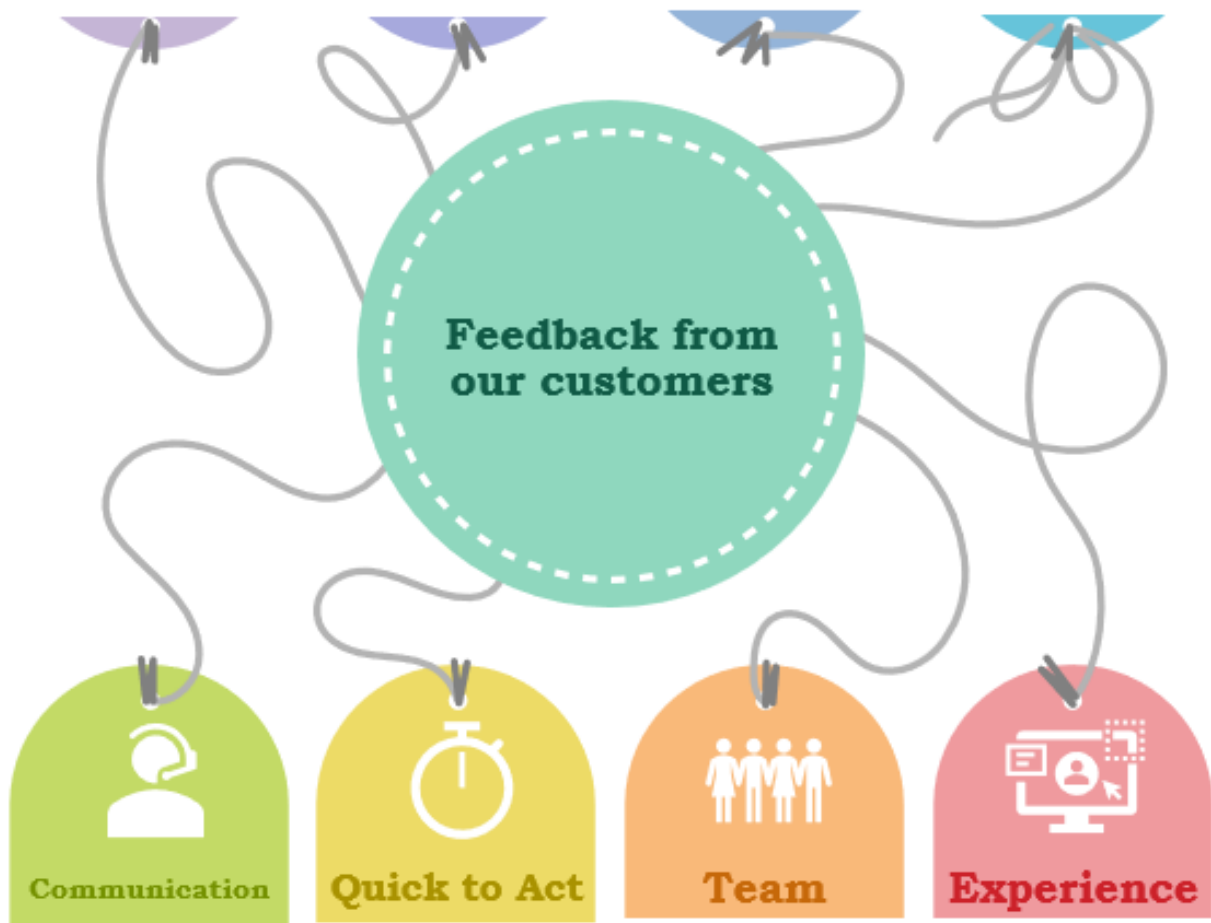 Feedback from
our customers
Communication
Quick to Act
Team
Experience